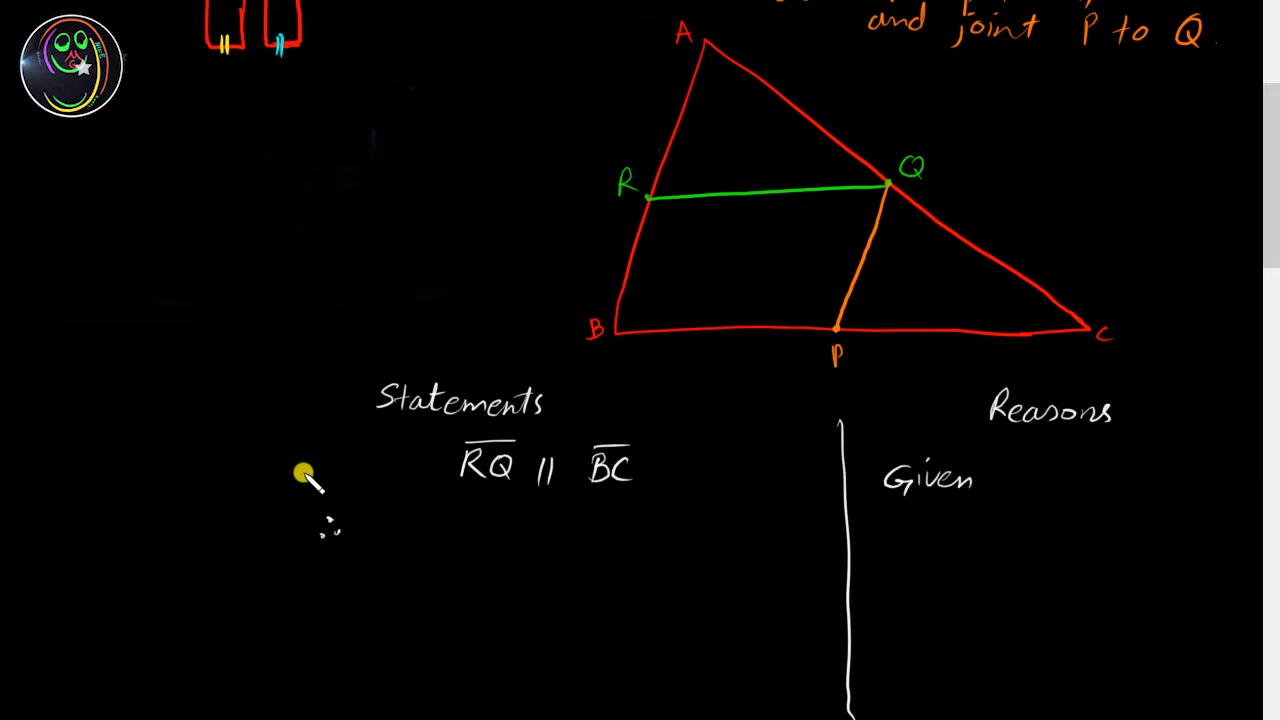 and joint P to Q.
A
R
Q
B
P
C
Statements
Reasons
RQ || BC
Given
∴